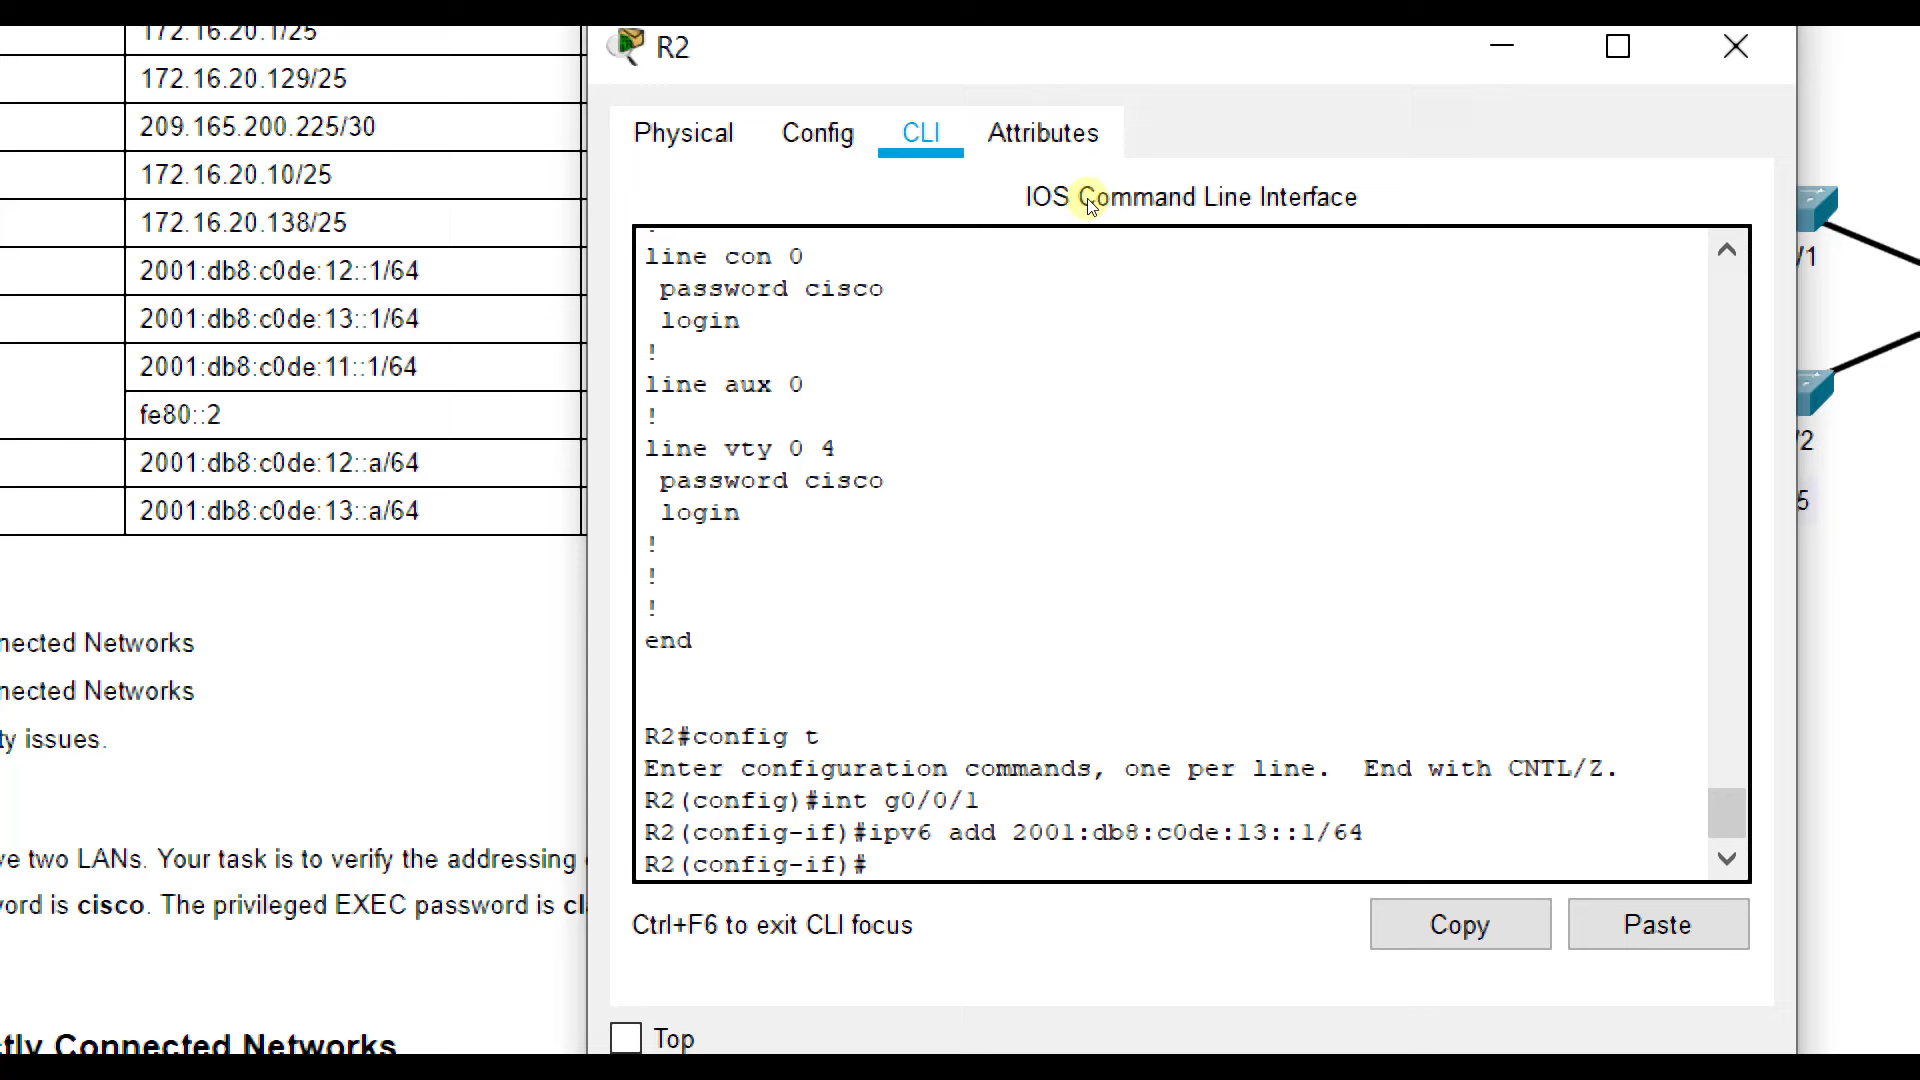 172.16.20.1/25
172.16.20.129/25
209.165.200.225/30
172.16.20.10/25
172.16.20.138/25
2001:db8:c0de:12::1/64
2001:db8:c0de:13::1/64
2001:db8:c0de:11::1/64
fe80::2
2001:db8:c0de:12::a/64
2001:db8:c0de:13::a/64
nected Networks
nected Networks
ty issues.
ve two LANs. Your task is to verify the addressing
ord is cisco. The privileged EXEC password is cl
ctly Connected Networks
R2
Physical Config CLI Attributes
IOS Command Line Interface
!
line con 0
password cisco
login
!
line aux 0
!
line vty 0 4
password cisco
login
!
!
!
end
R2#config t
Enter configuration commands, one per line. End with CNTL/Z.
R2(config)#int g0/0/1
R2(config-if)#ipv6 add 2001:db8:c0de:13::1/64
R2(config-if)#
Ctrl+F6 to exit CLI focus
Copy Paste
Top
/1
/2
5